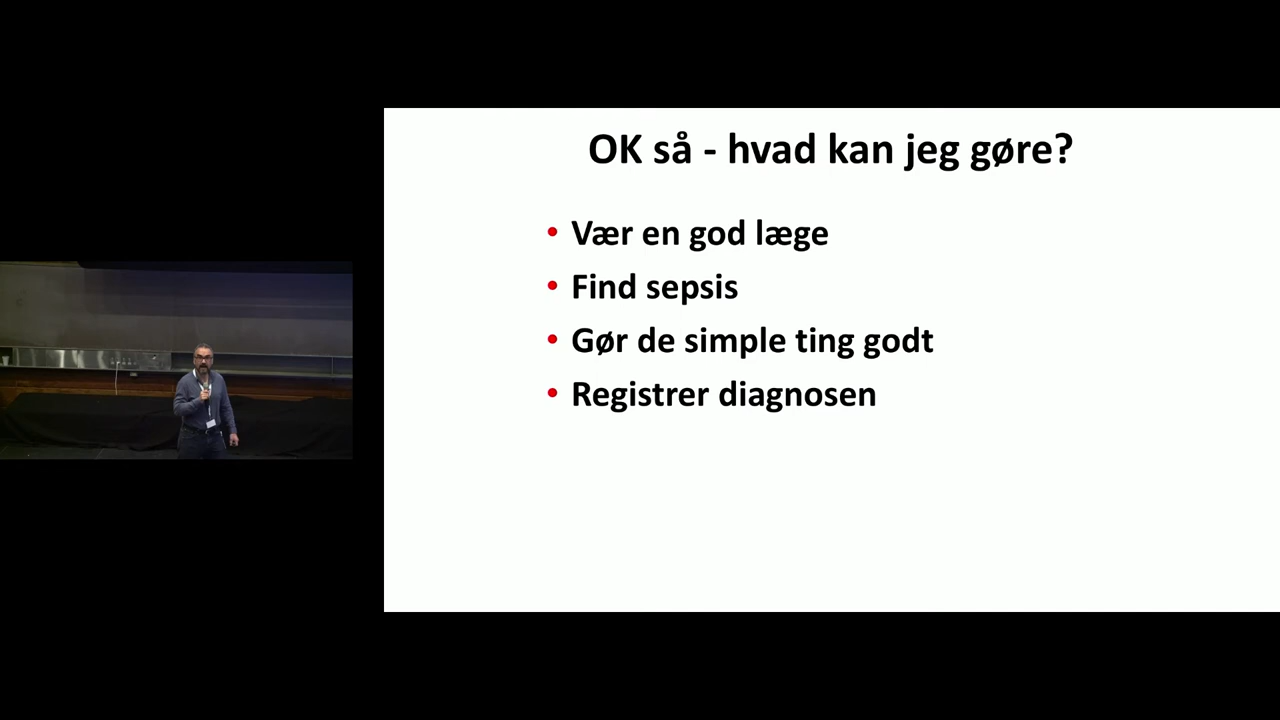 OK så - hvad kan jeg gøre?
• Vær en god læge
• Find sepsis
• Gør de simple ting godt
• Registrer diagnosen